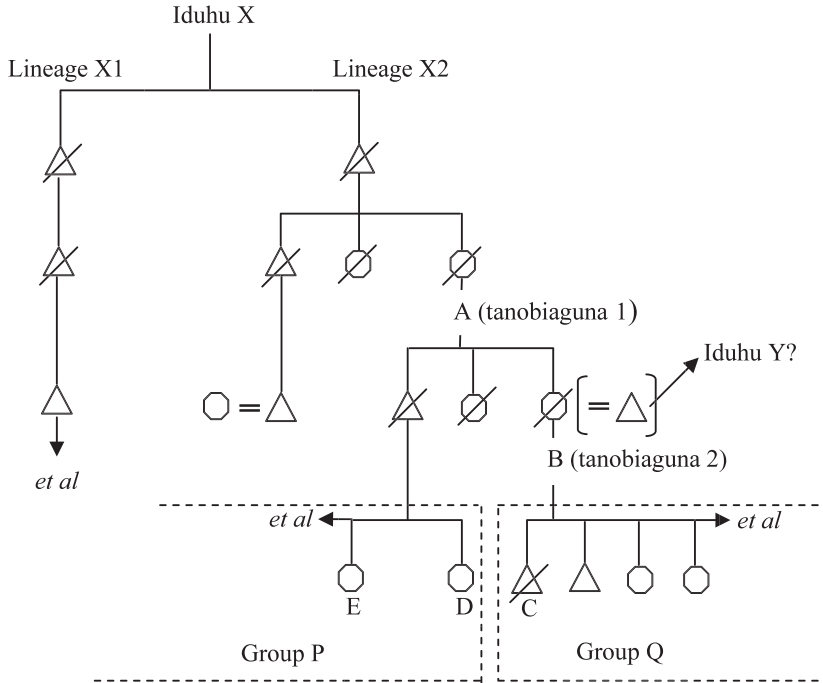 Iduhu X
Lineage X1
Lineage X2
A (tanobiaguna 1)
Iduhu Y?
=
=
B (tanobiaguna 2)
et al
et al
et al
E
D
C
Group P
Group Q